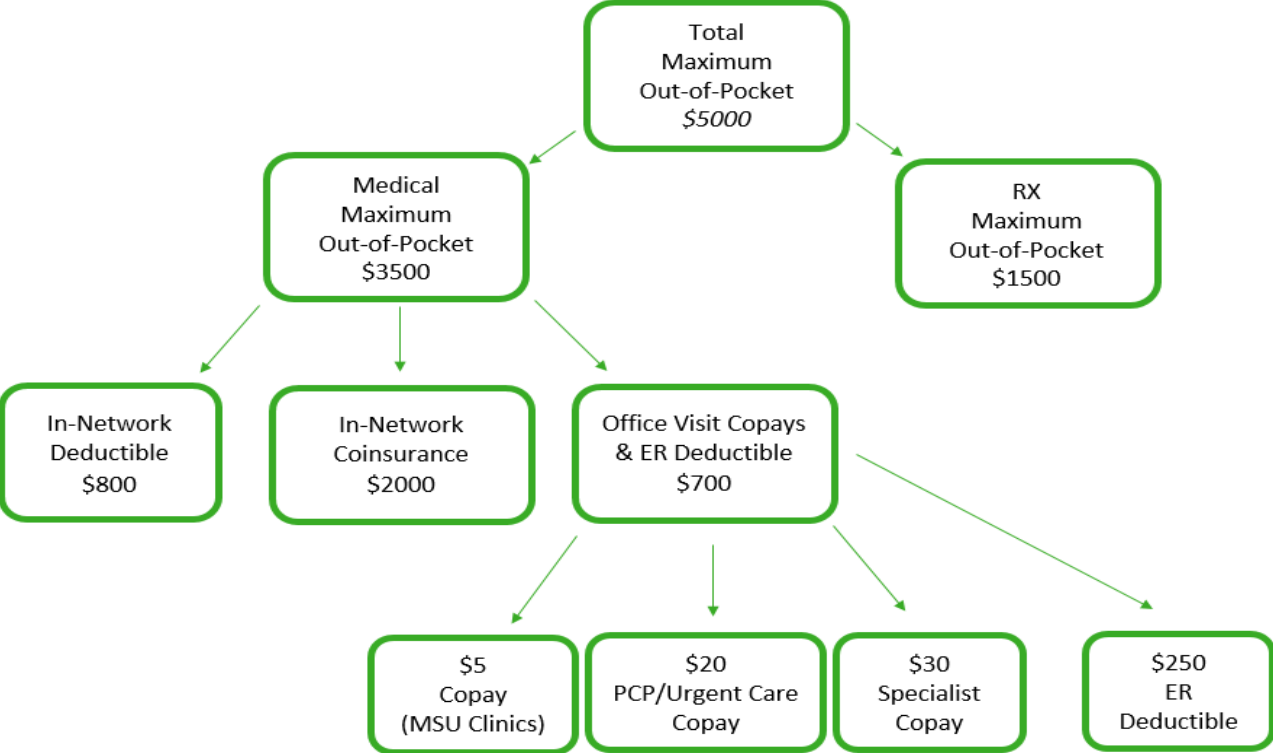 Total
Maximum
Out-of-Pocket
$5000
Medical
Maximum
Out-of-Pocket
$3500
RX
Maximum
Out-of-Pocket
$1500
In-Network
Deductible
$800
In-Network
Coinsurance
$2000
Office Visit Copays
& ER Deductible
$700
$5
Copay
(MSU Clinics)
$20
PCP/Urgent Care
Copay
$30
Specialist
Copay
$250
ER
Deductible